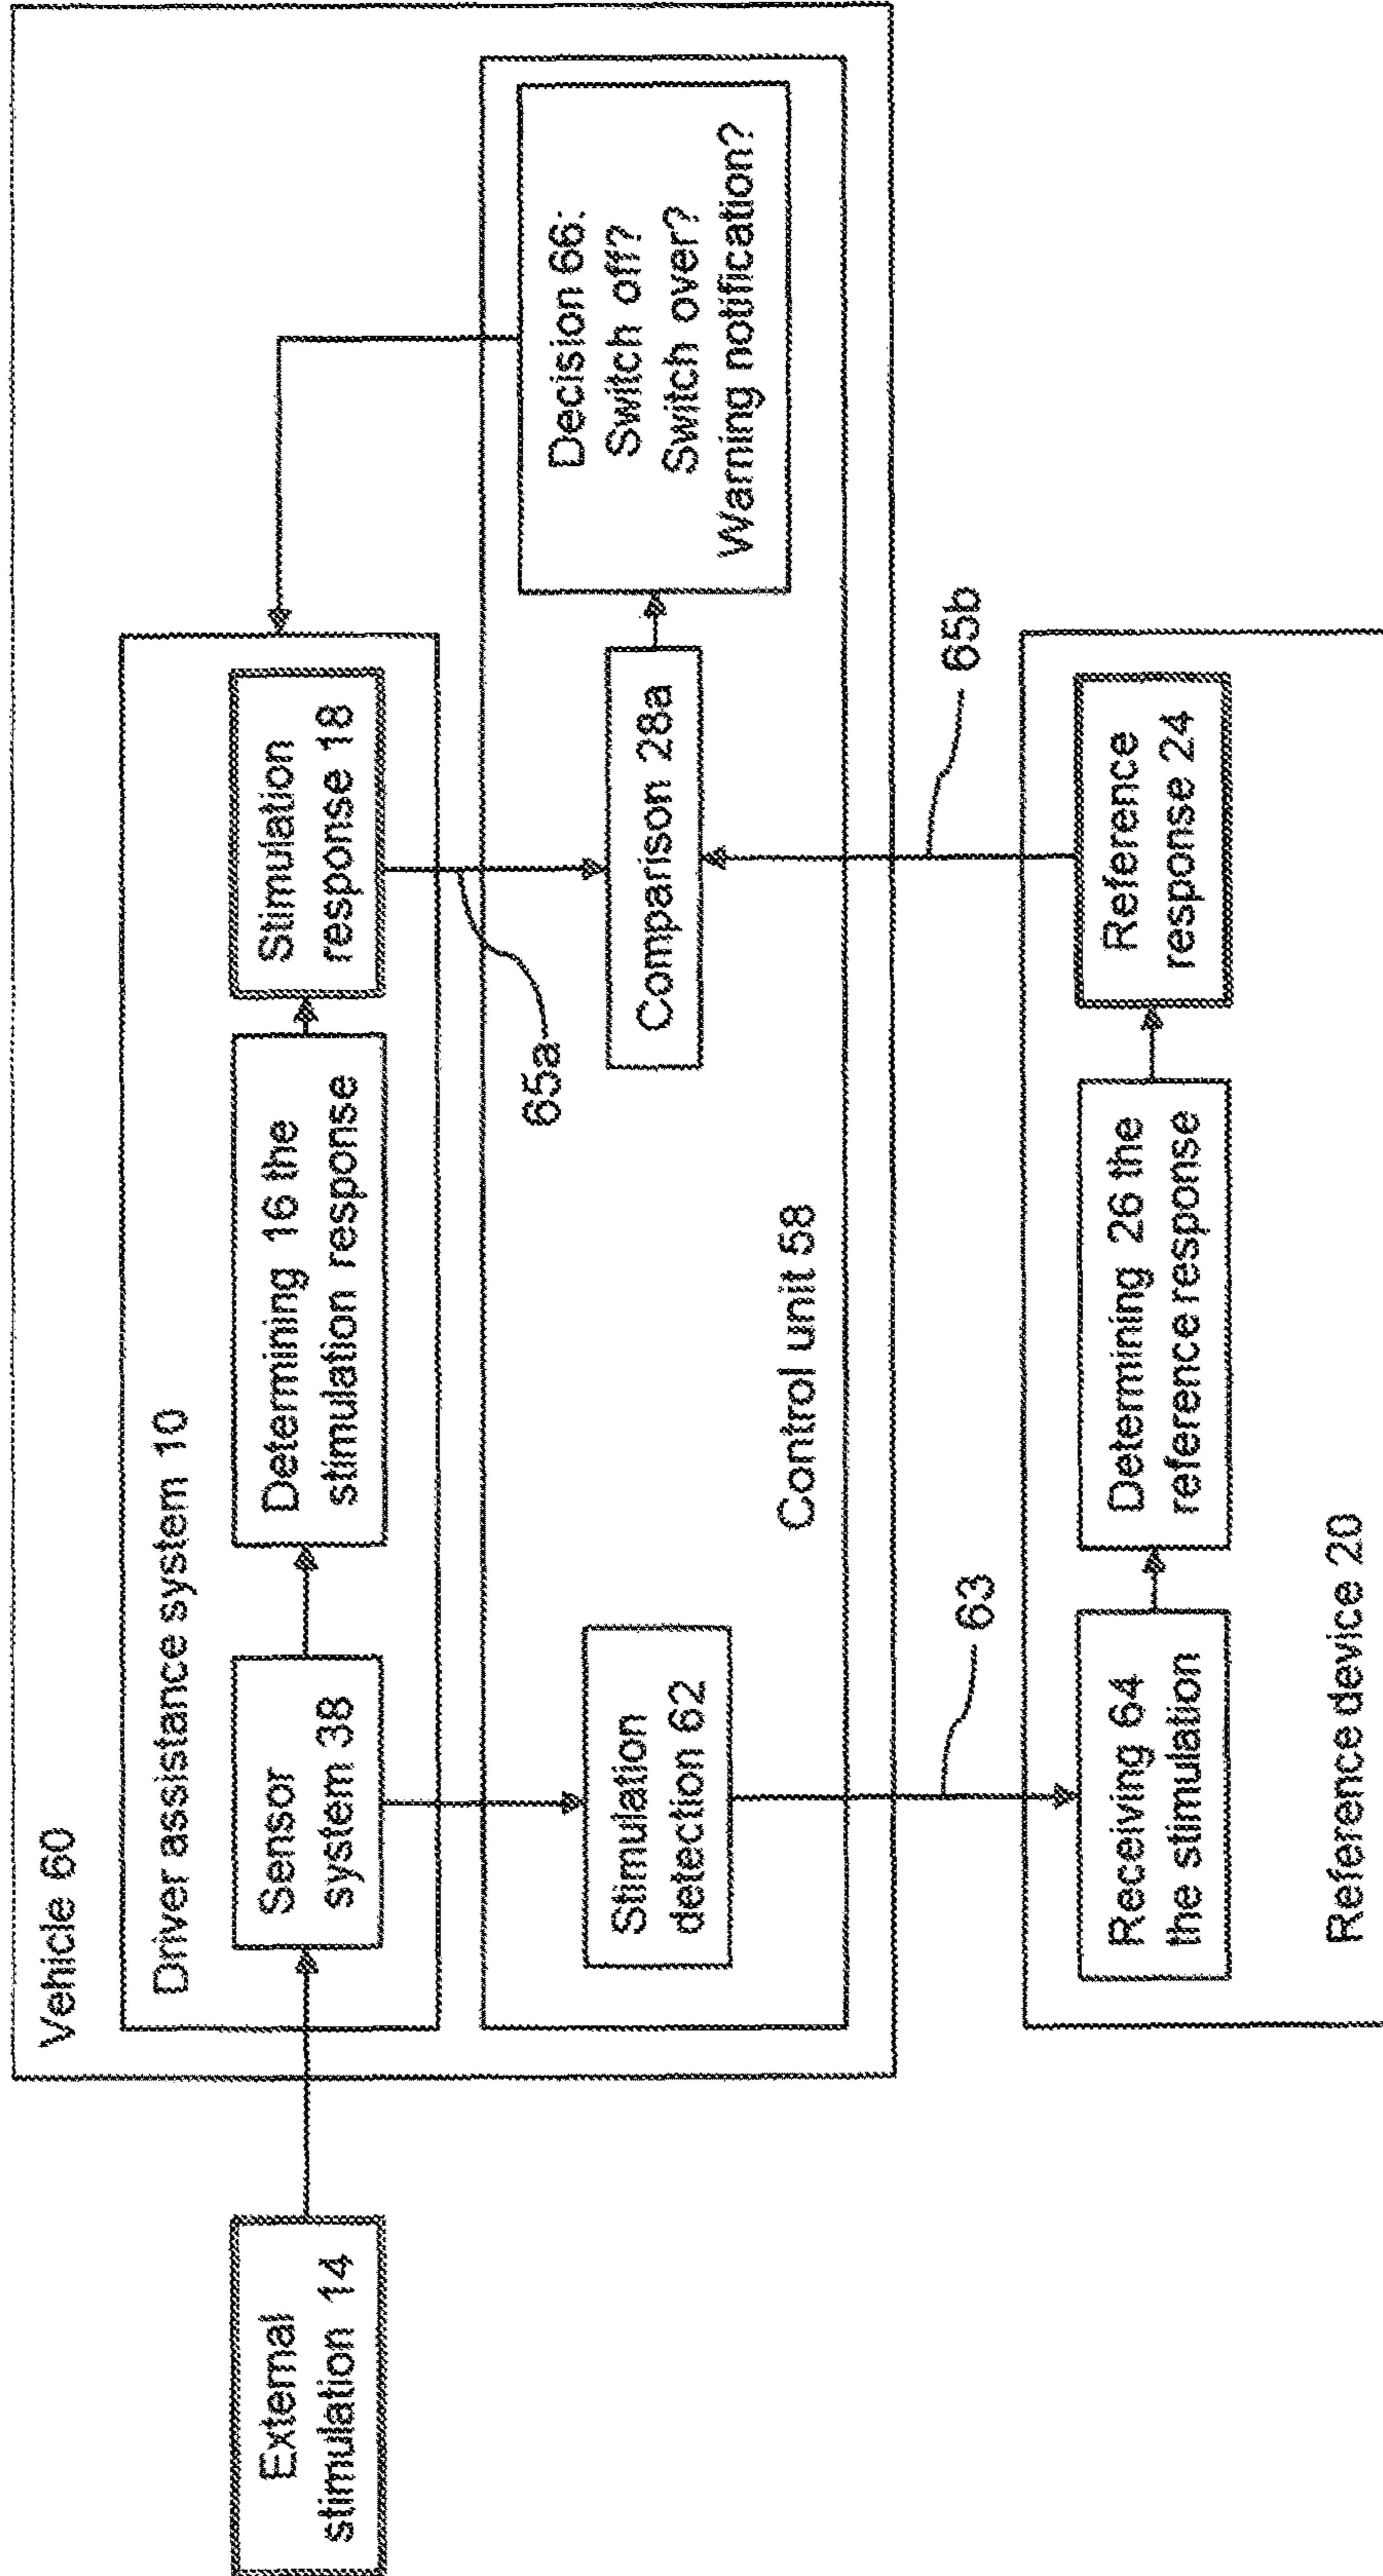 Vehicle 60
Driver assistance system 10
External
stimulation 14
Sensor
system 38
Determining 16 the
stimulation response
Stimulation
response 18
65a
Stimulation
detection 62
Comparison 28a
Decision 66:
Switch off?
Switch over?
Warning notification?
Control unit 58
63
65b
Receiving 64
the stimulation
Determining 26 the
reference response
Reference
response 24
Reference device 20